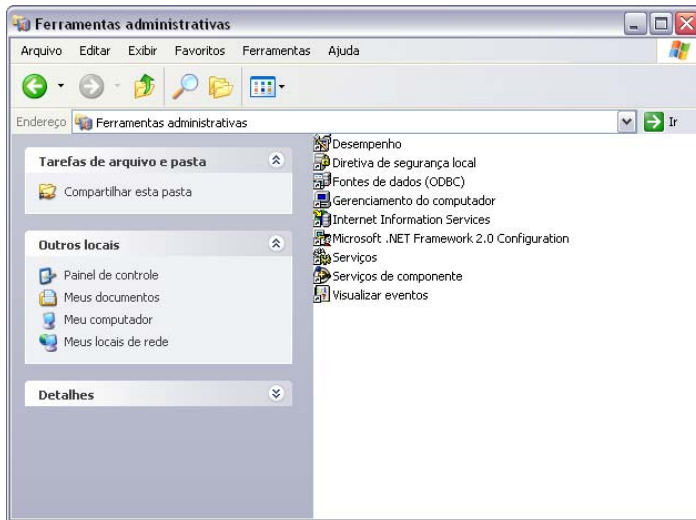 Ferramentas administrativas
Arquivo Editar Exibir Favoritos Ferramentas Ajuda
Endereço Ferramentas administrativas Ir
Tarefas de arquivo e pasta
Compartilhar esta pasta
Outros locais
Painel de controle
Meus documentos
Meu computador
Meus locais de rede
Detalhes
Desempenho
Diretiva de segurança local
Fontes de dados (ODBC)
Gerenciamento do computador
Internet Information Services
Microsoft .NET Framework 2.0 Configuration
Serviços
Serviços de componente
Visualizar eventos